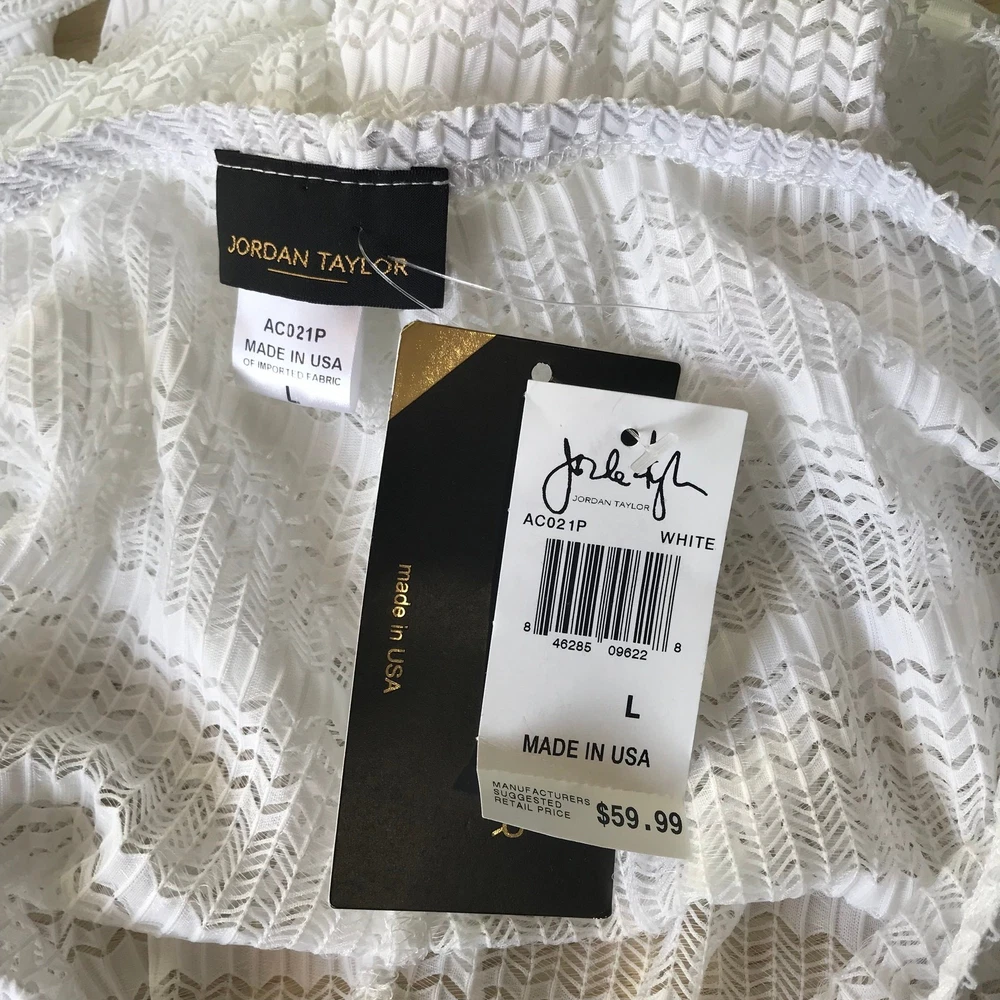 JORDAN TAYLOR
AC021P
MADE IN USA
OF IMPORTED FABRIC
L
made in USA
JORDAN TAYLOR
AC021P
WHITE
8 46285 09622 8
L
MADE IN USA
MANUFACTURERS
SUGGESTED
RETAIL PRICE
$59.99
R